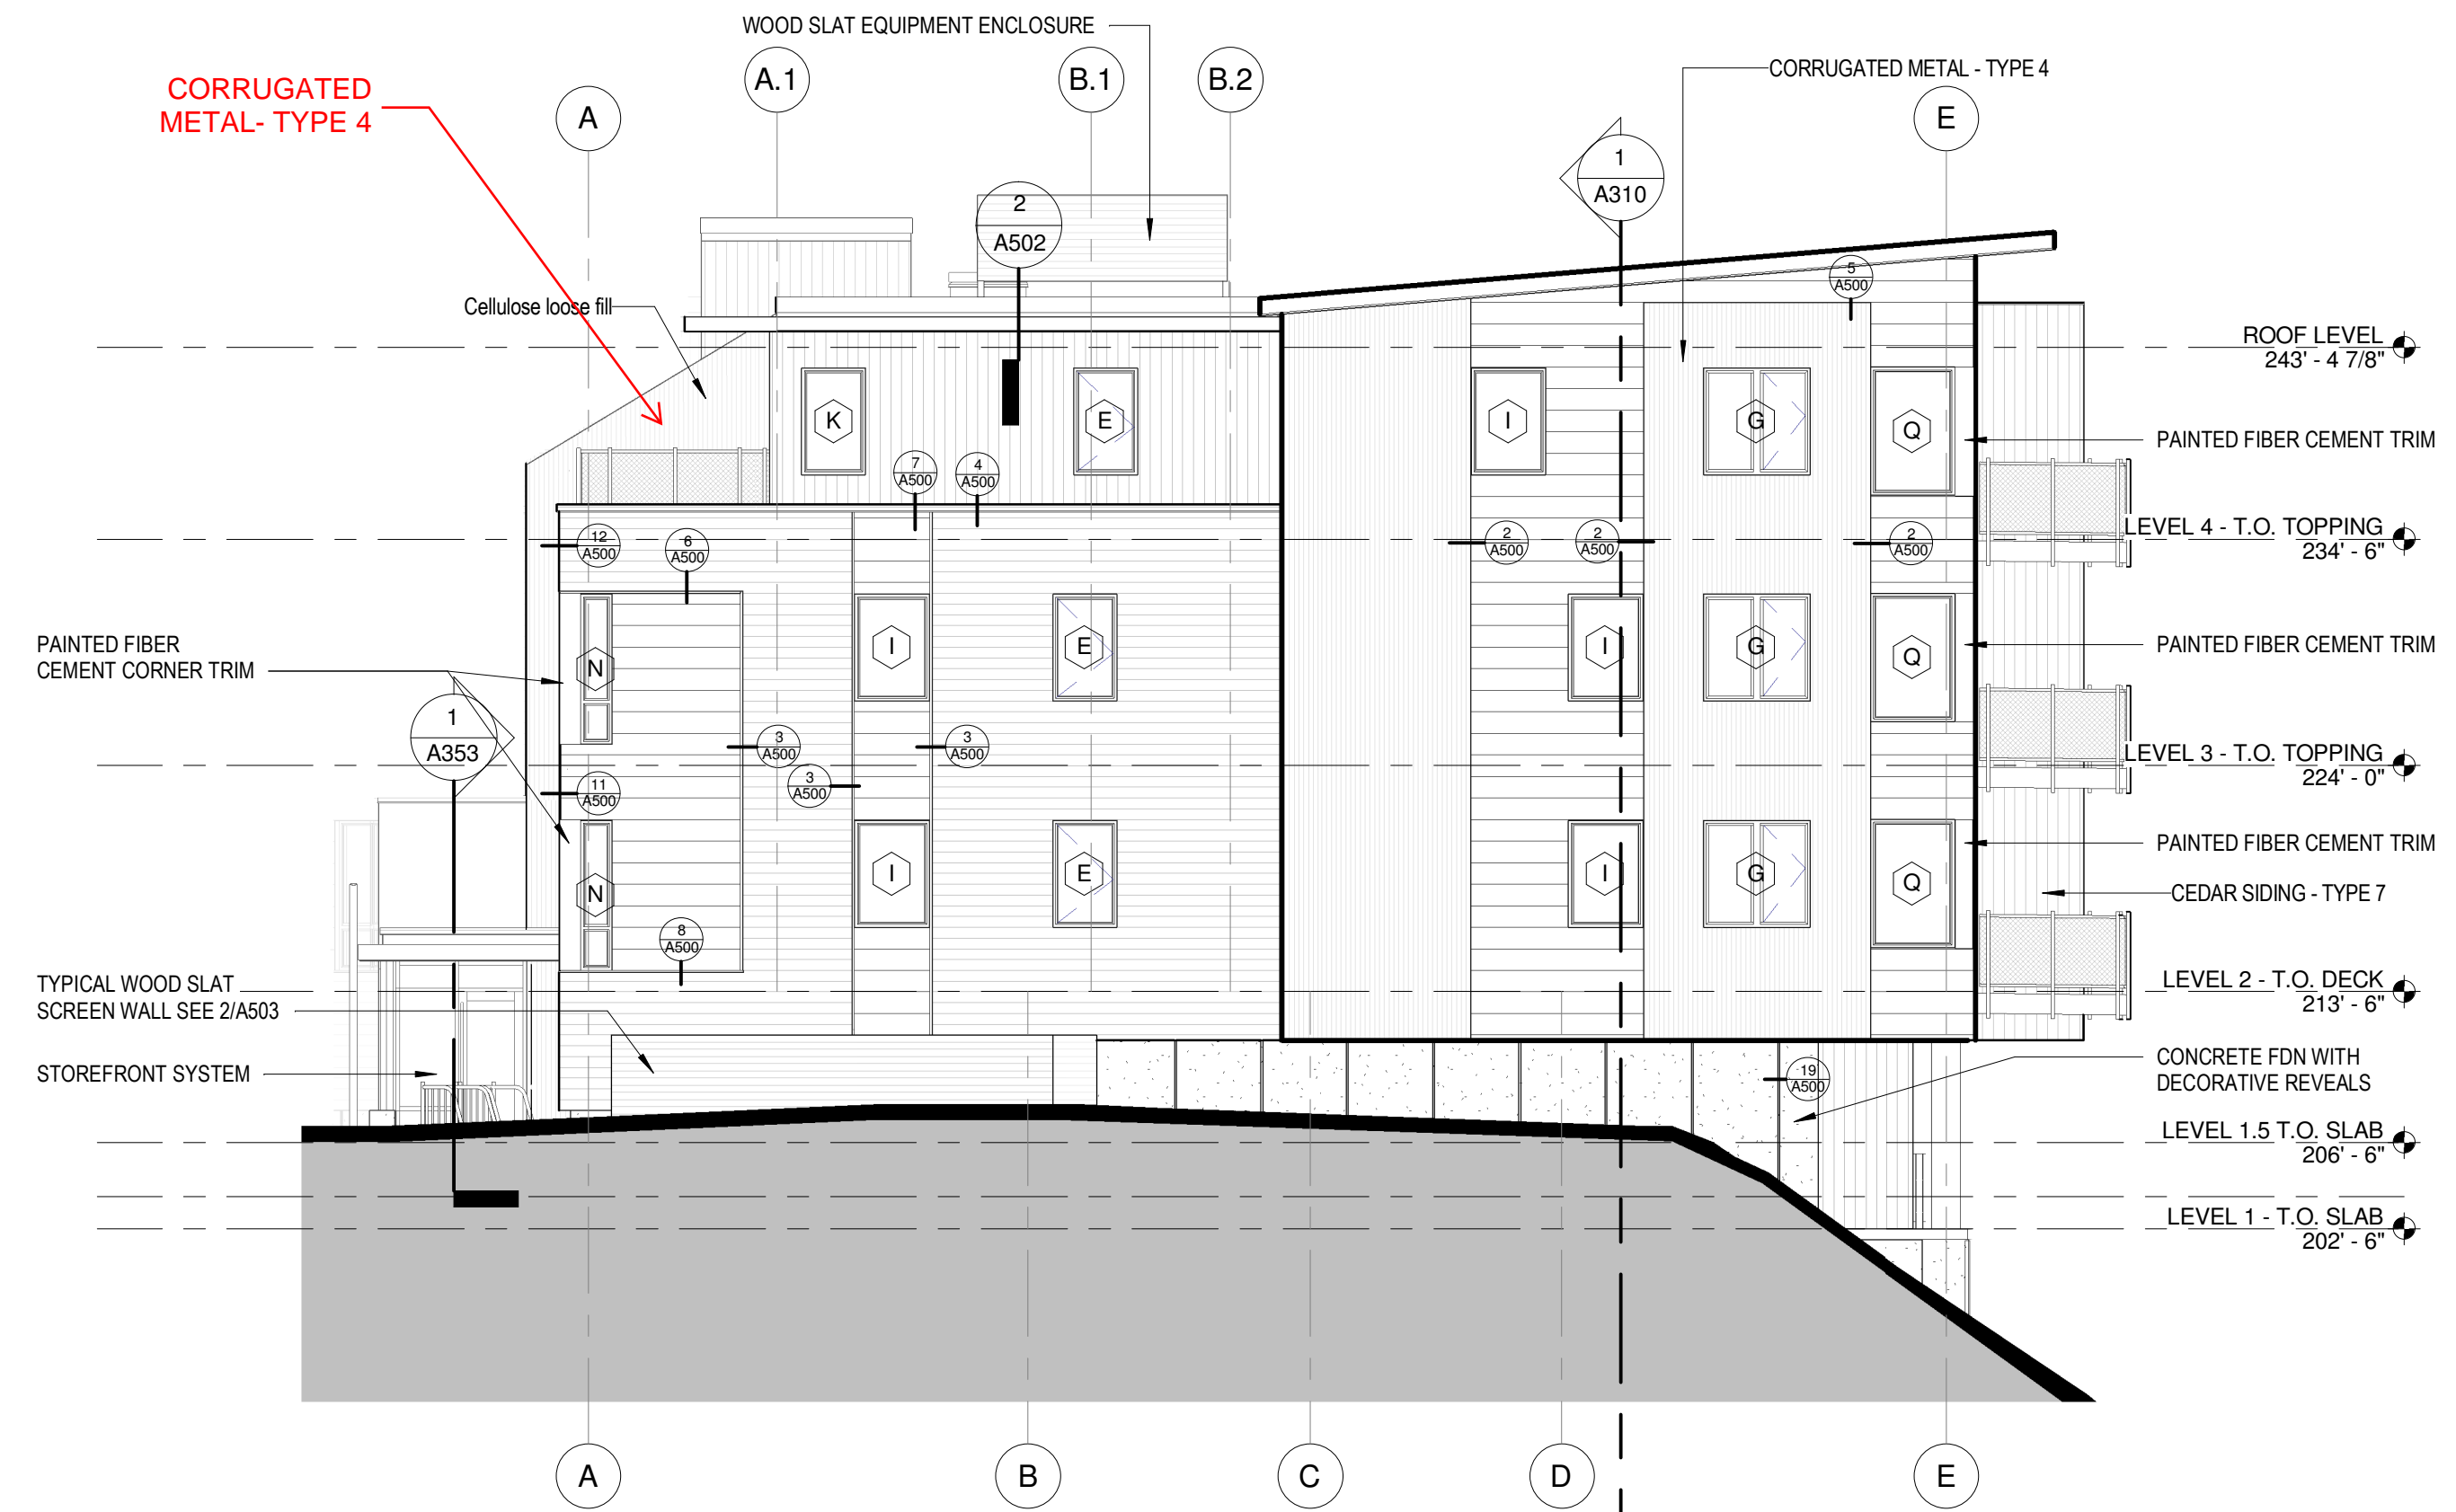 WOOD SLAT EQUIPMENT ENCLOSURE
CORRUGATED METAL - TYPE 4
CORRUGATED
METAL- TYPE 4
A
A.1
B.1
B.2
E
1
A310
2
A502
5
A500
Cellulose loose fill
ROOF LEVEL
243' - 4 7/8"
K
E
I
G
Q
PAINTED FIBER CEMENT TRIM
7
A500
4
A500
12
A500
6
A500
2
A500
2
A500
2
A500
LEVEL 4 - T.O. TOPPING
234' - 6"
PAINTED FIBER
CEMENT CORNER TRIM
N
I
E
I
G
Q
PAINTED FIBER CEMENT TRIM
1
A353
3
A500
3
A500
3
A500
11
A500
LEVEL 3 - T.O. TOPPING
224' - 0"
N
I
E
I
G
Q
PAINTED FIBER CEMENT TRIM
CEDAR SIDING - TYPE 7
8
A500
TYPICAL WOOD SLAT
SCREEN WALL SEE 2/A503
LEVEL 2 - T.O. DECK
213' - 6"
STOREFRONT SYSTEM
19
A500
CONCRETE FDN WITH
DECORATIVE REVEALS
LEVEL 1.5 T.O. SLAB
206' - 6"
LEVEL 1 - T.O. SLAB
202' - 6"
A
B
C
D
E